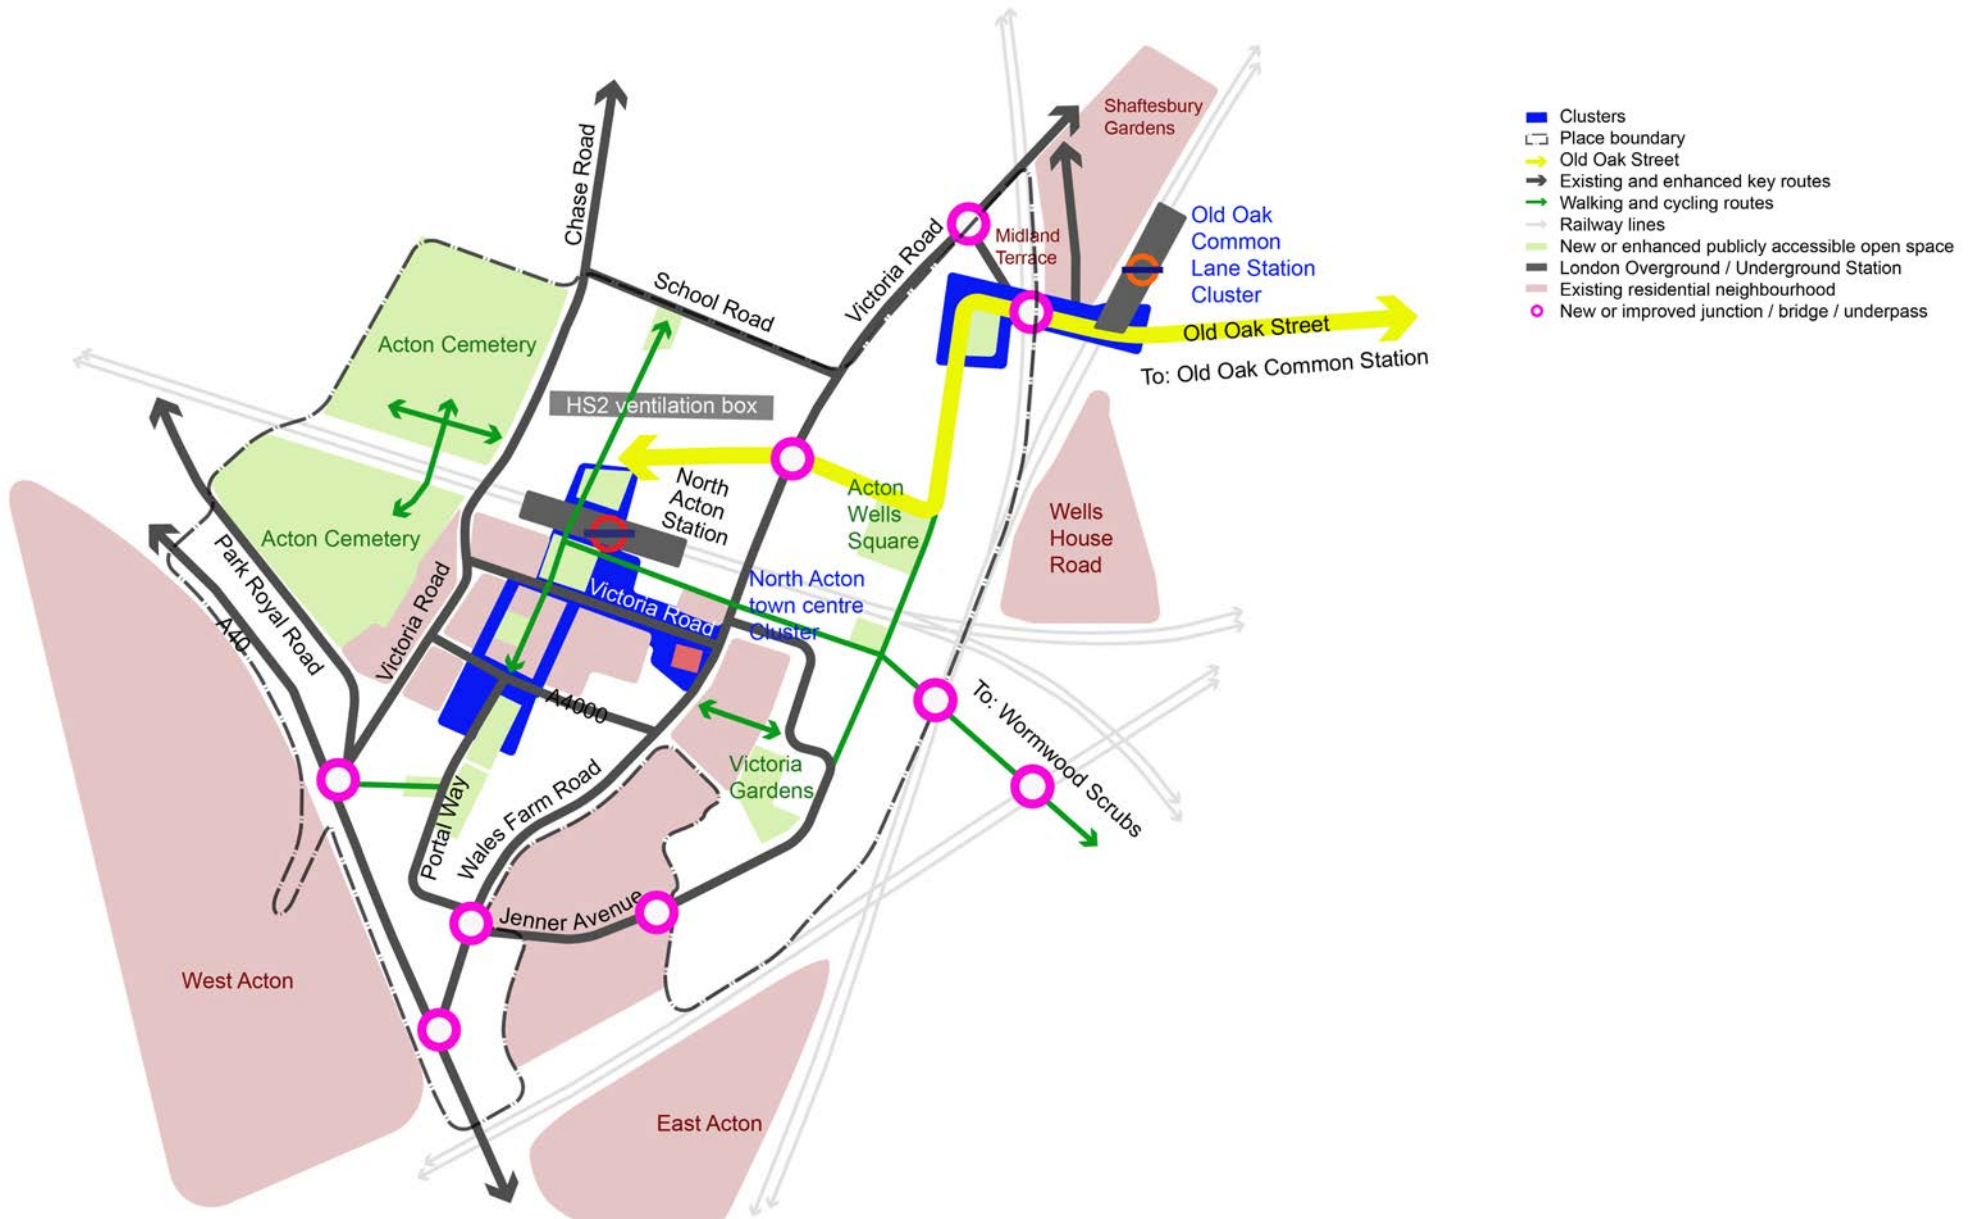 Shaftesbury
Gardens
Chase Road
Clusters
Place boundary
Old Oak Street
Existing and enhanced key routes
Walking and cycling routes
Railway lines
New or enhanced publicly accessible open space
London Overground / Underground Station
Existing residential neighbourhood
New or improved junction / bridge / underpass
Old Oak
Common
Lane Station
Cluster
Midland
Terrace
Victoria Road
School Road
Acton Cemetery
Old Oak Street
To: Old Oak Common Station
HS2 ventilation box
North
Acton
Station
Acton
Wells
Square
Wells
House
Road
Acton Cemetery
Park Royal Road
A40
Victoria Road
Victoria Road
North Acton
town centre
Cluster
A4000
To: Wormwood Scrubs
Victoria
Gardens
Portal Way
Wales Farm Road
Jenner Avenue
West Acton
East Acton